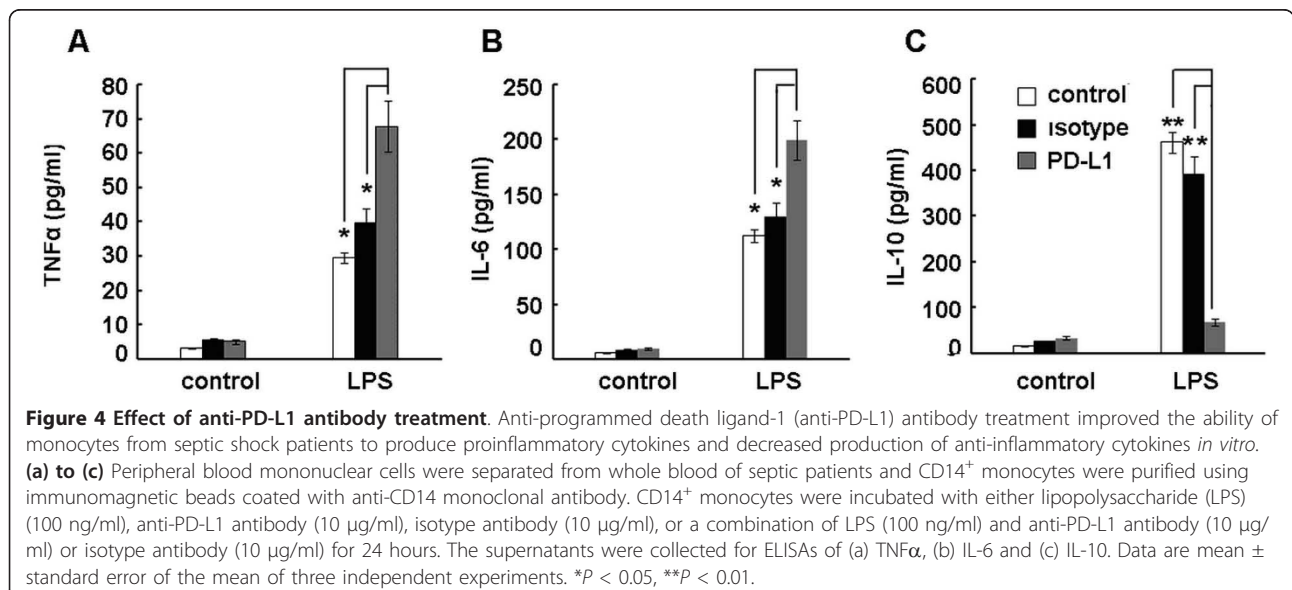 A
B
C
TNFα (pg/ml)
80
70
60
50
40
30
20
10
0
*
*
control
LPS
IL-6 (pg/ml)
250
200
150
100
50
0
*
*
control
LPS
IL-10 (pg/ml)
600
500
400
300
200
100
0
control
isotype
PD-L1
**
**
control
LPS
Figure 4 Effect of anti-PD-L1 antibody treatment. Anti-programmed death ligand-1 (anti-PD-L1) antibody treatment improved the ability of
monocytes from septic shock patients to produce proinflammatory cytokines and decreased production of anti-inflammatory cytokines in vitro.
(a) to (c) Peripheral blood mononuclear cells were separated from whole blood of septic patients and CD14⁺ monocytes were purified using
immunomagnetic beads coated with anti-CD14 monoclonal antibody. CD14⁺ monocytes were incubated with either lipopolysaccharide (LPS)
(100 ng/ml), anti-PD-L1 antibody (10 μg/ml), isotype antibody (10 μg/ml), or a combination of LPS (100 ng/ml) and anti-PD-L1 antibody (10 μg/
ml) or isotype antibody (10 μg/ml) for 24 hours. The supernatants were collected for ELISAs of (a) TNFα, (b) IL-6 and (c) IL-10. Data are mean ±
standard error of the mean of three independent experiments. *P < 0.05, **P < 0.01.